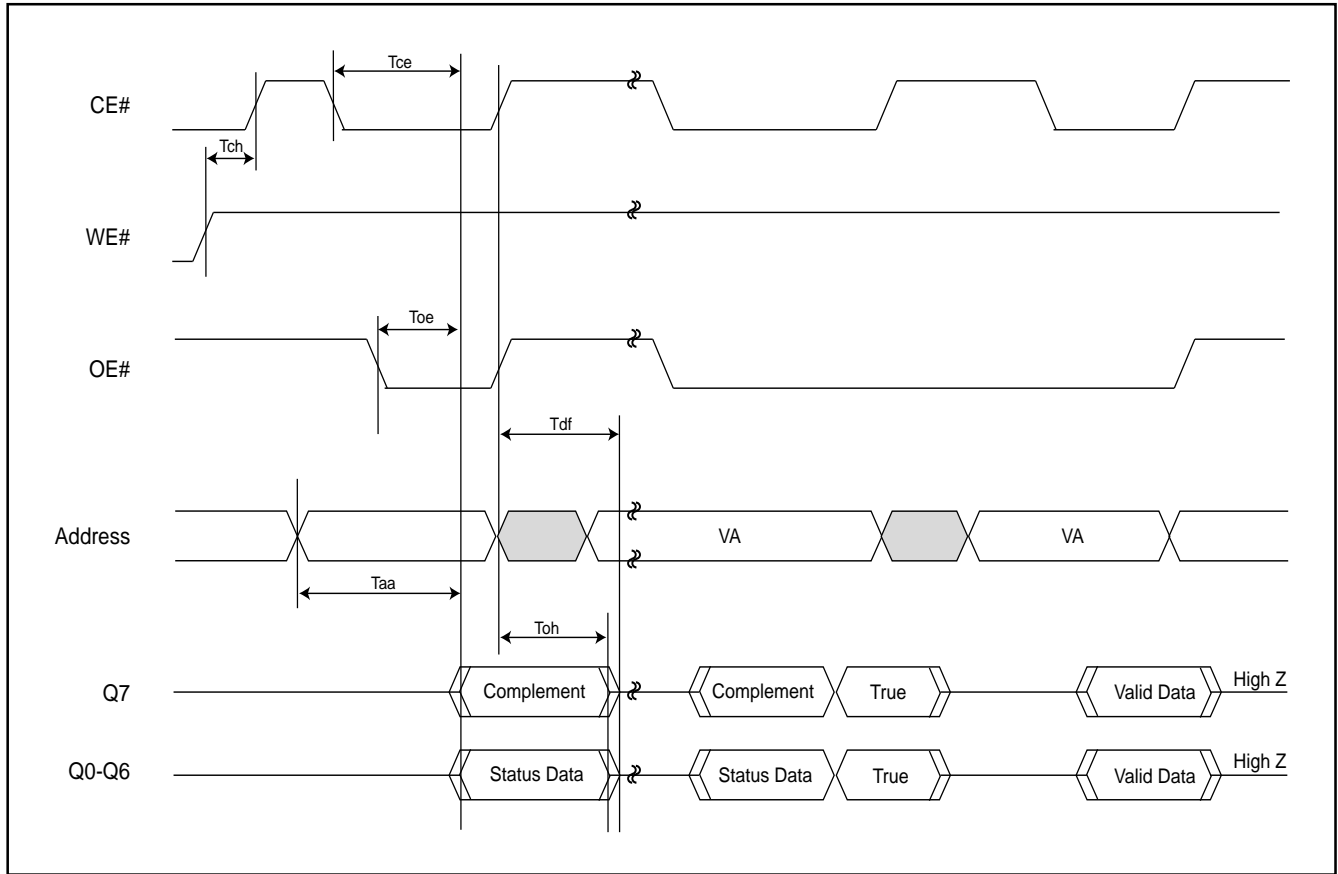 Tce
CE#
Tch
WE#
Toe
OE#
Tdf
Address
VA
VA
Taa
Toh
Q7
Complement
Complement
True
Valid Data
High Z
Q0-Q6
Status Data
Status Data
True
Valid Data
High Z